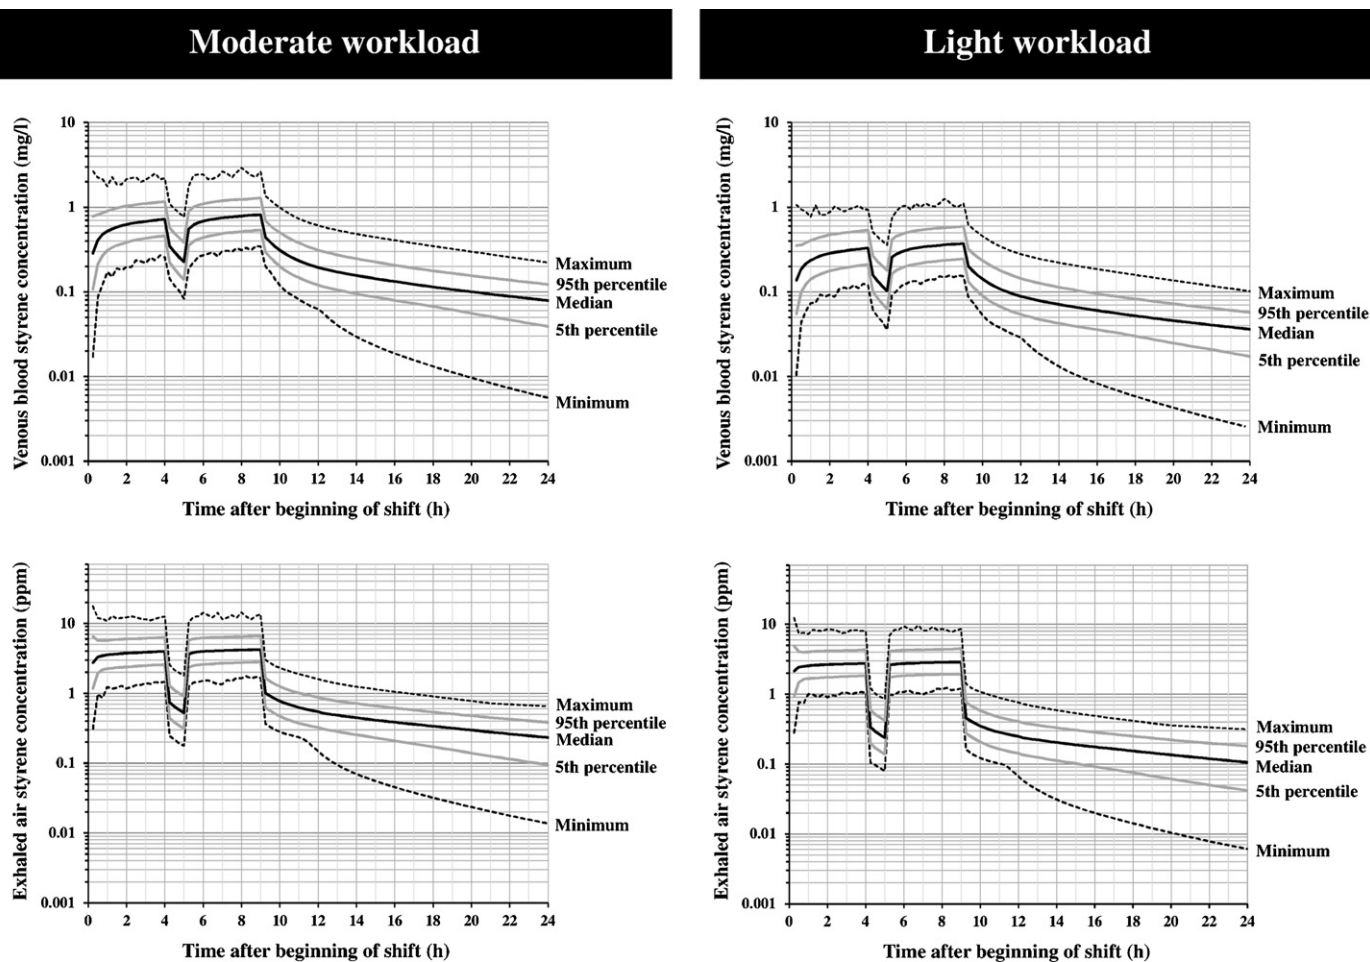 Moderate workload
Light workload
Venous blood styrene concentration (mg/l)
10
1
0.1
0.01
0.001
0 2 4 6 8 10 12 14 16 18 20 22 24
Time after beginning of shift (h)
Maximum
95th percentile
Median
5th percentile
Minimum
Venous blood styrene concentration (mg/l)
10
1
0.1
0.01
0.001
0 2 4 6 8 10 12 14 16 18 20 22 24
Time after beginning of shift (h)
Maximum
95th percentile
Median
5th percentile
Minimum
Exhaled air styrene concentration (ppm)
10
1
0.1
0.01
0.001
0 2 4 6 8 10 12 14 16 18 20 22 24
Time after beginning of shift (h)
Maximum
95th percentile
Median
5th percentile
Minimum
Exhaled air styrene concentration (ppm)
10
1
0.1
0.01
0.001
0 2 4 6 8 10 12 14 16 18 20 22 24
Time after beginning of shift (h)
Maximum
95th percentile
Median
5th percentile
Minimum